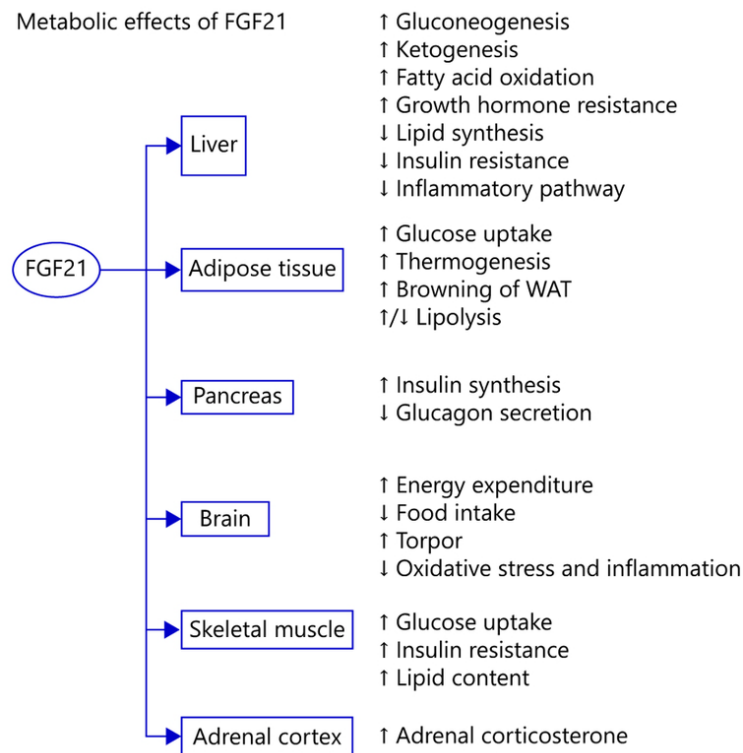 Metabolic effects of FGF21
FGF21
Liver
↑ Gluconeogenesis
↑ Ketogenesis
↑ Fatty acid oxidation
↑ Growth hormone resistance
↓ Lipid synthesis
↓ Insulin resistance
↓ Inflammatory pathway
Adipose tissue
↑ Glucose uptake
↑ Thermogenesis
↑ Browning of WAT
↑/↓ Lipolysis
Pancreas
↑ Insulin synthesis
↓ Glucagon secretion
Brain
↑ Energy expenditure
↓ Food intake
↑ Torpor
↓ Oxidative stress and inflammation
Skeletal muscle
↑ Glucose uptake
↑ Insulin resistance
↑ Lipid content
Adrenal cortex
↑ Adrenal corticosterone